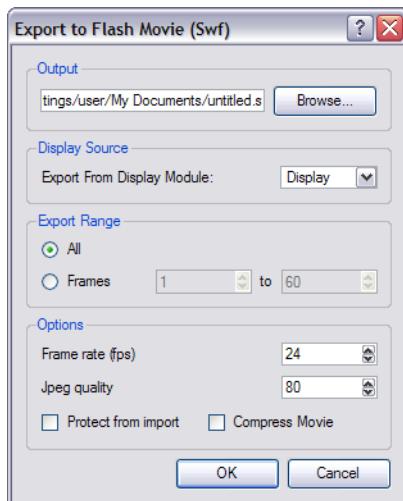 Export to Flash Movie (Swf)
Output
tings/user/My Documents/untitled.s
Browse...
Display Source
Export From Display Module: Display
Export Range
All
Frames 1 to 60
Options
Frame rate (fps) 24
Jpeg quality 80
Protect from import Compress Movie
OK Cancel